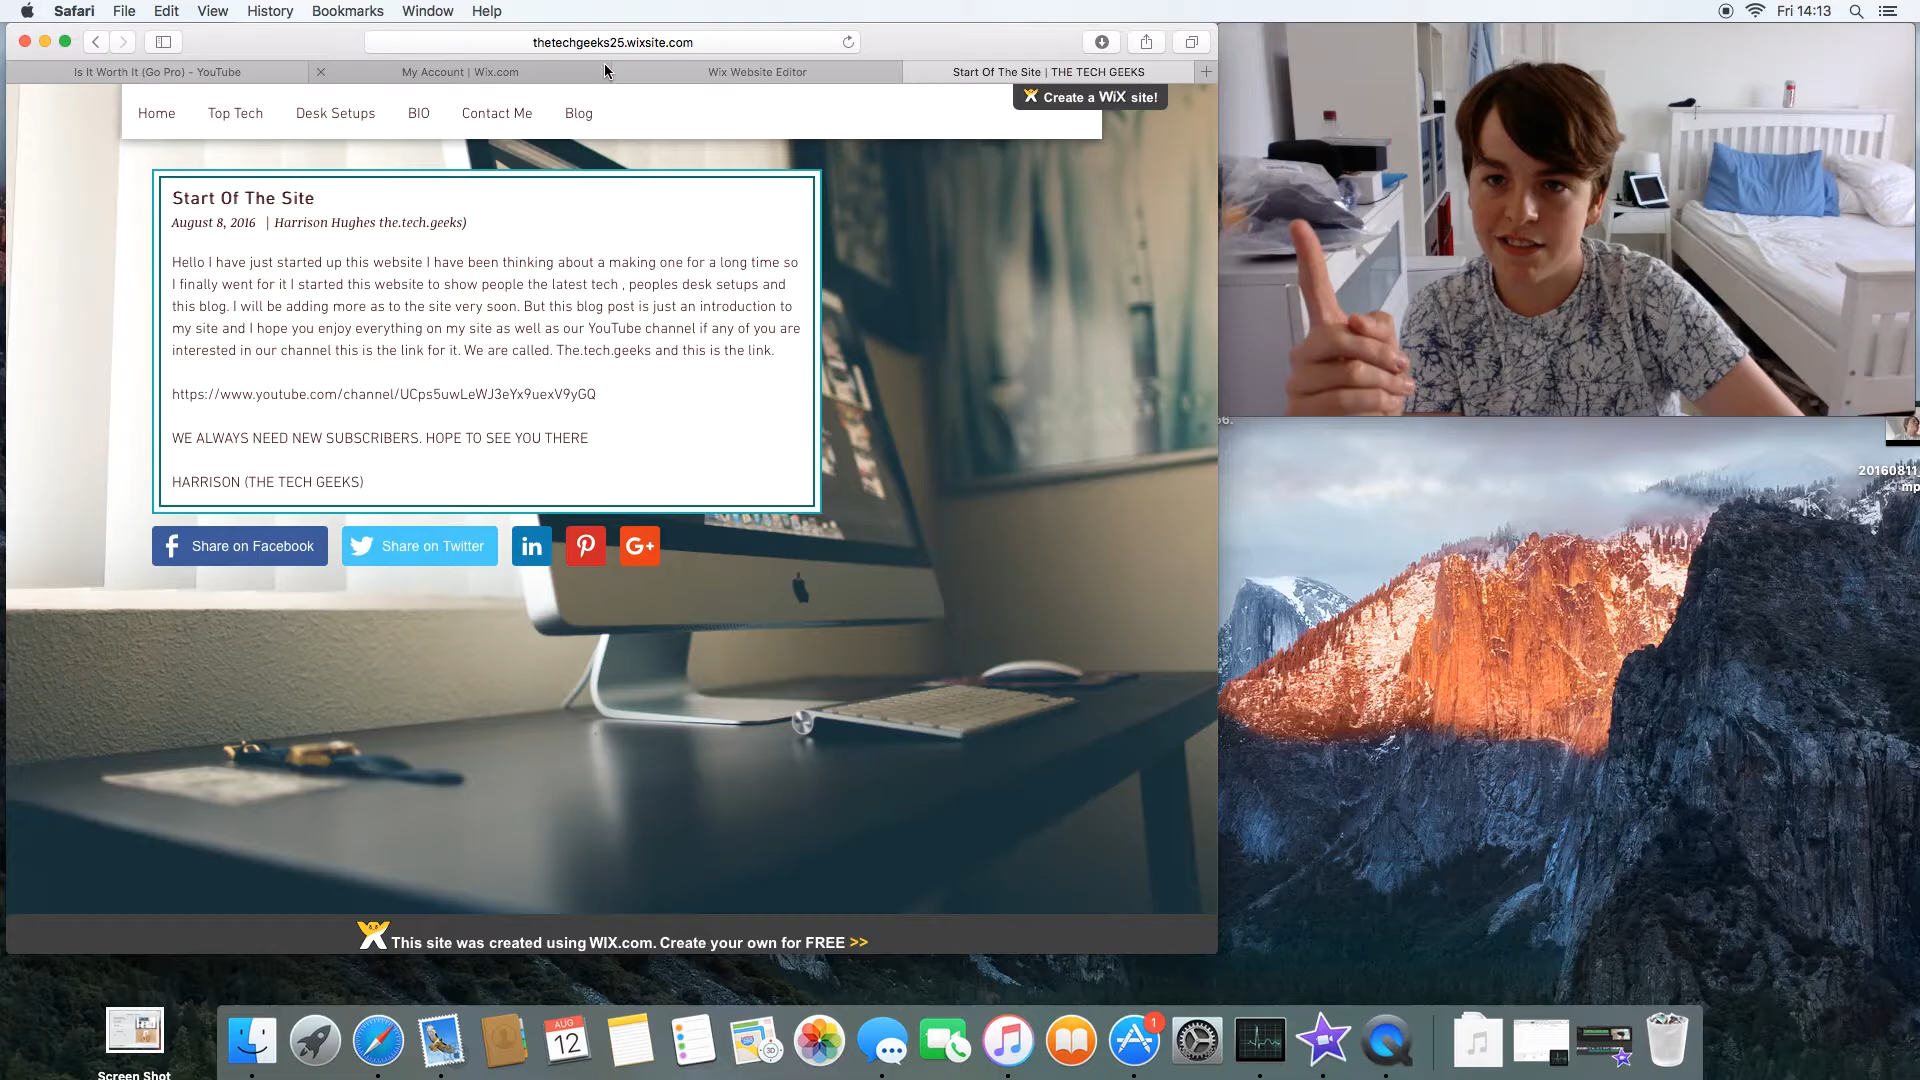 Safari File Edit View History Bookmarks Window Help
Fri 14:13
thetechgeeks25.wixsite.com
Is It Worth It (Go Pro) - YouTube
My Account | Wix.com
Wix Website Editor
Start Of The Site | THE TECH GEEKS
Home Top Tech Desk Setups BIO Contact Me Blog
Create a WiX site!
Start Of The Site
August 8, 2016 | Harrison Hughes the.tech.geeks)
Hello I have just started up this website I have been thinking about a making one for a long time so
I finally went for it I started this website to show people the latest tech , peoples desk setups and
this blog. I will be adding more as to the site very soon. But this blog post is just an introduction to
my site and I hope you enjoy everything on my site as well as our YouTube channel if any of you are
interested in our channel this is the link for it. We are called. The.tech.geeks and this is the link.
https://www.youtube.com/channel/UCps5uwLeWJ3eYx9uexV9yGQ
WE ALWAYS NEED NEW SUBSCRIBERS. HOPE TO SEE YOU THERE
HARRISON (THE TECH GEEKS)
Share on Facebook
Share on Twitter
in
G+
This site was created using WIX.com. Create your own for FREE >>
20160811
mp
AUG
12
3D
1
Screen Shot